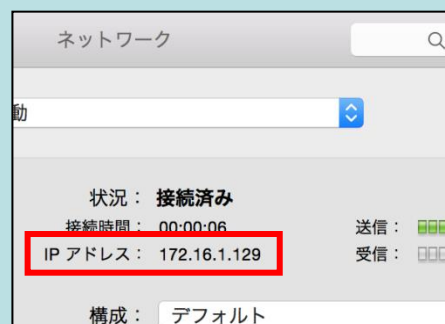 ネットワーク
動
状況： 接続済み
接続時間： 00:00:06
送信：
IP アドレス： 172.16.1.129
受信：
構成： デフォルト